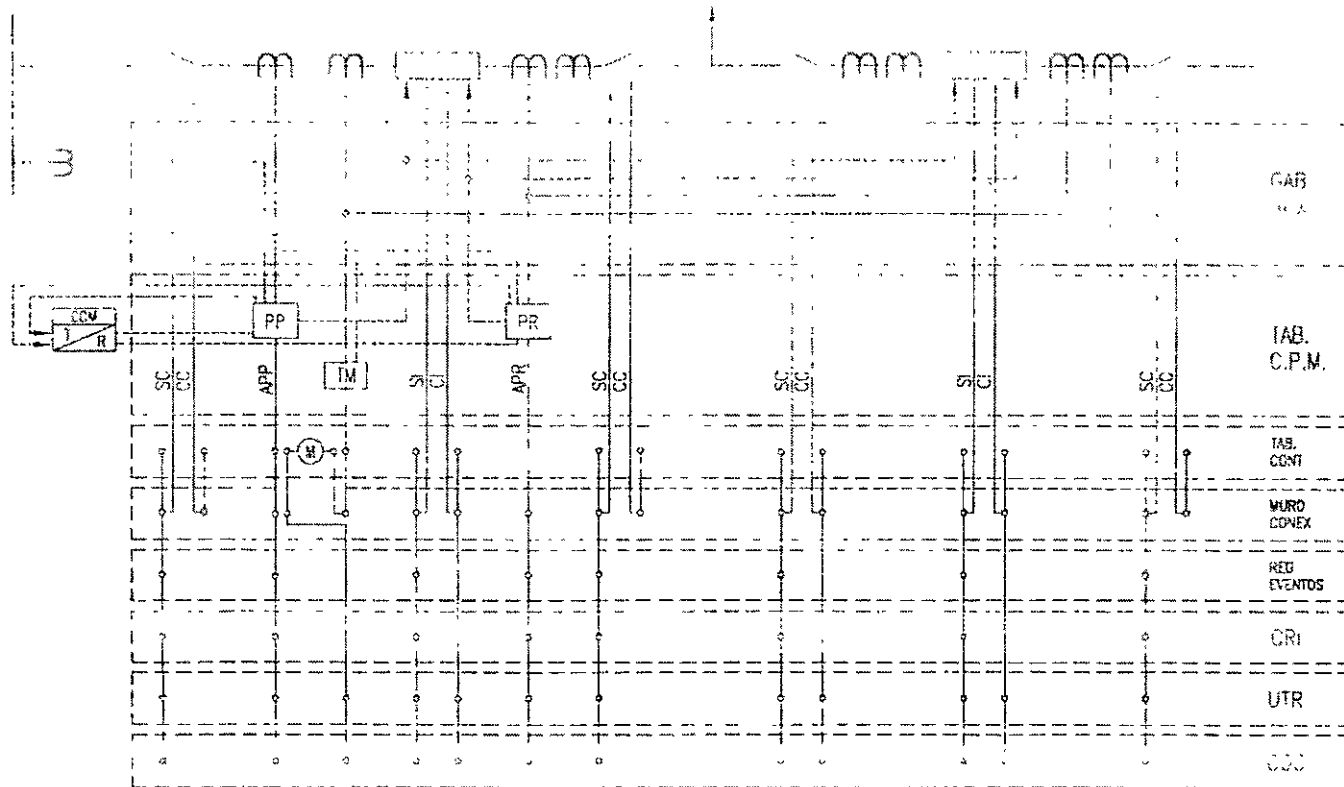 GAB
PP
PR
COM
T
R
TAB.
C.P.M.
TM
SC
CC
APP
SI
CI
APR
SC
CC
SC
CC
SI
CI
SC
CC
M
TAB.
CONT
MURO
CONEX
REG
EVENTOS
CRI
UTR